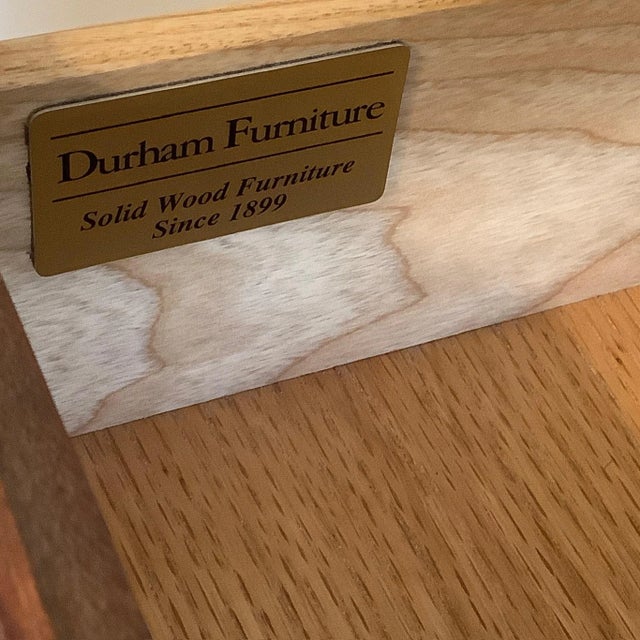 Durham Furniture
Solid Wood Furniture
Since 1899